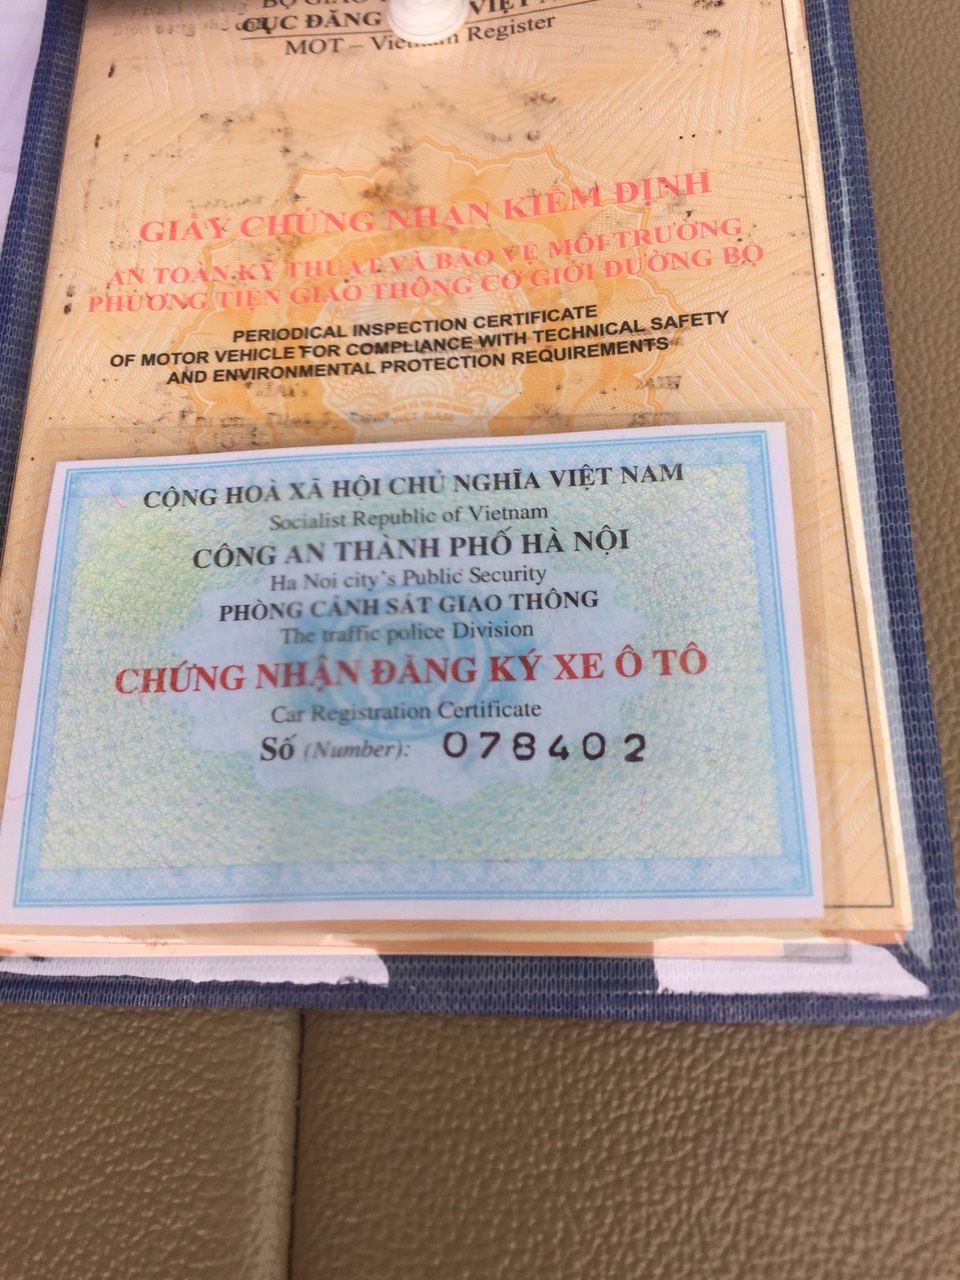 CỤC ĐĂNG VIỆT
MOT – Vietnam Register
GIẤY CHỨNG NHẬN KIỂM ĐỊNH
AN TOÀN KỸ THUẬT VÀ BẢO VỆ MÔI TRƯỜNG
PHƯƠNG TIỆN GIAO THÔNG CƠ GIỚI ĐƯỜNG BỘ
PERIODICAL INSPECTION CERTIFICATE
OF MOTOR VEHICLE FOR COMPLIANCE WITH TECHNICAL SAFETY
AND ENVIRONMENTAL PROTECTION REQUIREMENTS
CỘNG HOÀ XÃ HỘI CHỦ NGHĨA VIỆT NAM
Socialist Republic of Vietnam
CÔNG AN THÀNH PHỐ HÀ NỘI
Ha Noi city's Public Security
PHÒNG CẢNH SÁT GIAO THÔNG
The traffic police Division
CHỨNG NHẬN ĐĂNG KÝ XE Ô TÔ
Car Registration Certificate
Số (Number): 078402